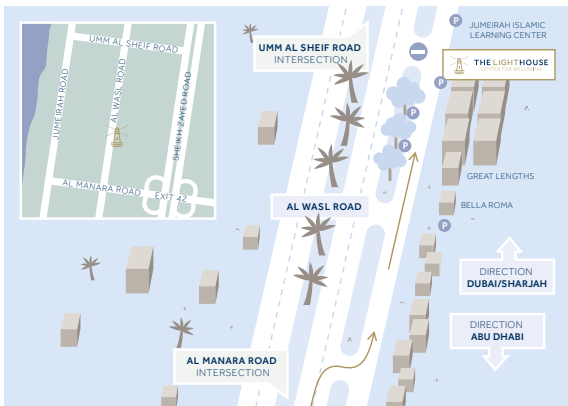 UMM AL SHEIF ROAD
JUMEIRAH ROAD
AL WASL ROAD
SHEIKH ZAYED ROAD
AL MANARA ROAD
EXIT 42
UMM AL SHEIF ROAD
INTERSECTION
P
JUMEIRAH ISLAMIC
LEARNING CENTER
THE LIGHTHOUSE
CENTER FOR WELLBEING
P
P
P
GREAT LENGTHS
AL WASL ROAD
BELLA ROMA
P
DIRECTION
DUBAI/SHARJAH
DIRECTION
ABU DHABI
AL MANARA ROAD
INTERSECTION